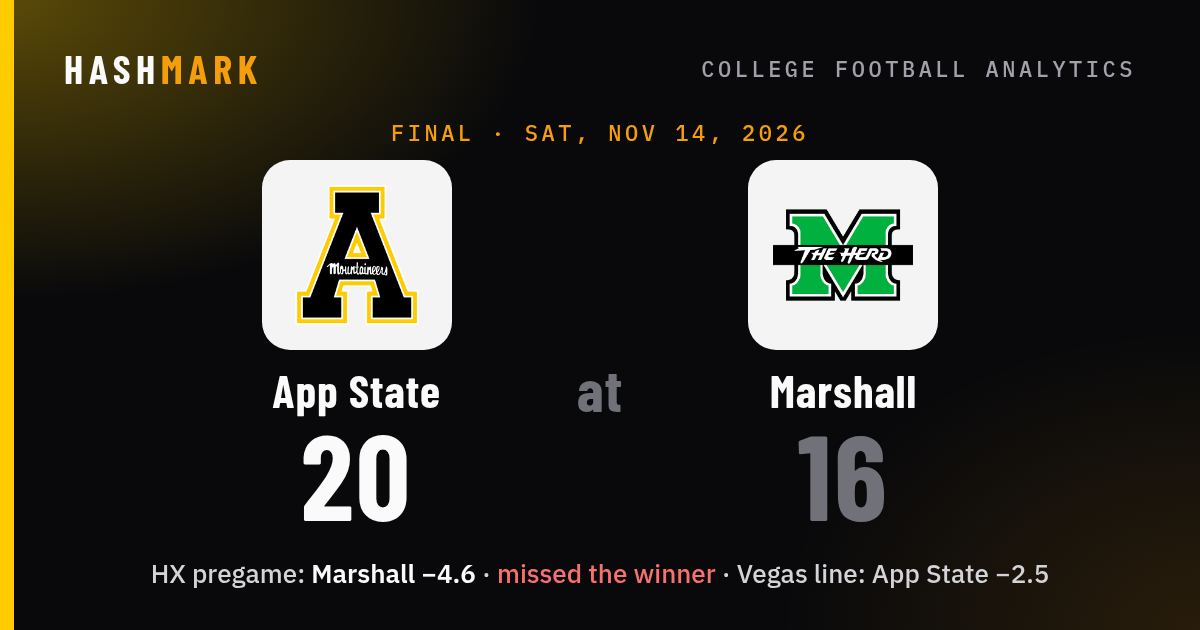 HASHMARK
COLLEGE FOOTBALL ANALYTICS
FINAL · SAT, NOV 14, 2026
A
Mountaineers
M
THE HERD
App State
at
Marshall
20
16
HX pregame: Marshall −4.6 · missed the winner · Vegas line: App State −2.5